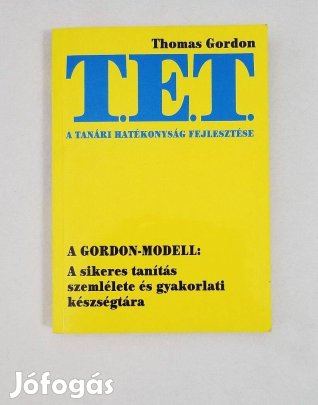 Thomas Gordon
T.E.T.
A TANÁRI HATÉKONYSÁG FEJLESZTÉSE
A GORDON-MODELL:
A sikeres tanítás
szemlélete és gyakorlati
készségtára
Jófogás